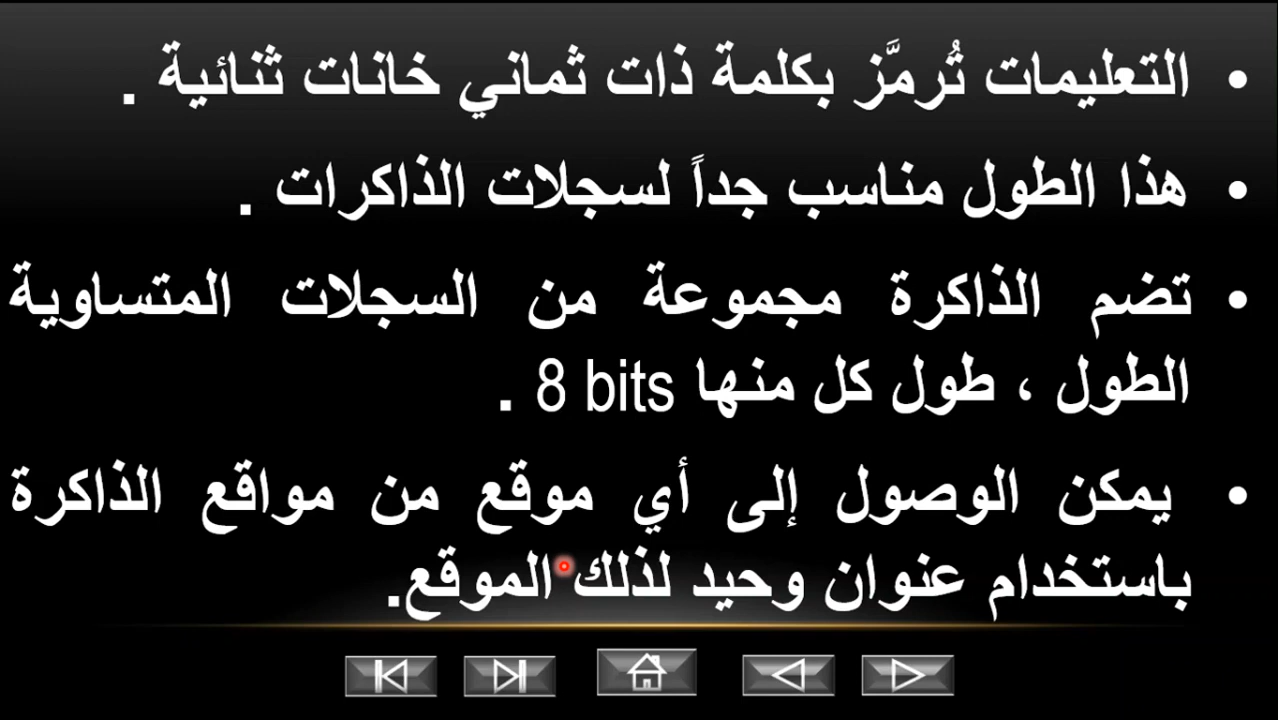 • التعليمات تُرمَّز بكلمة ذات ثماني خانات ثنائية .
• هذا الطول مناسب جداً لسجلات الذاكرات .
• تضم الذاكرة مجموعة من السجلات المتساوية
الطول ، طول كل منها 8 bits .
• يمكن الوصول إلى أي موقع من مواقع الذاكرة
باستخدام عنوان وحيد لذلك الموقع.